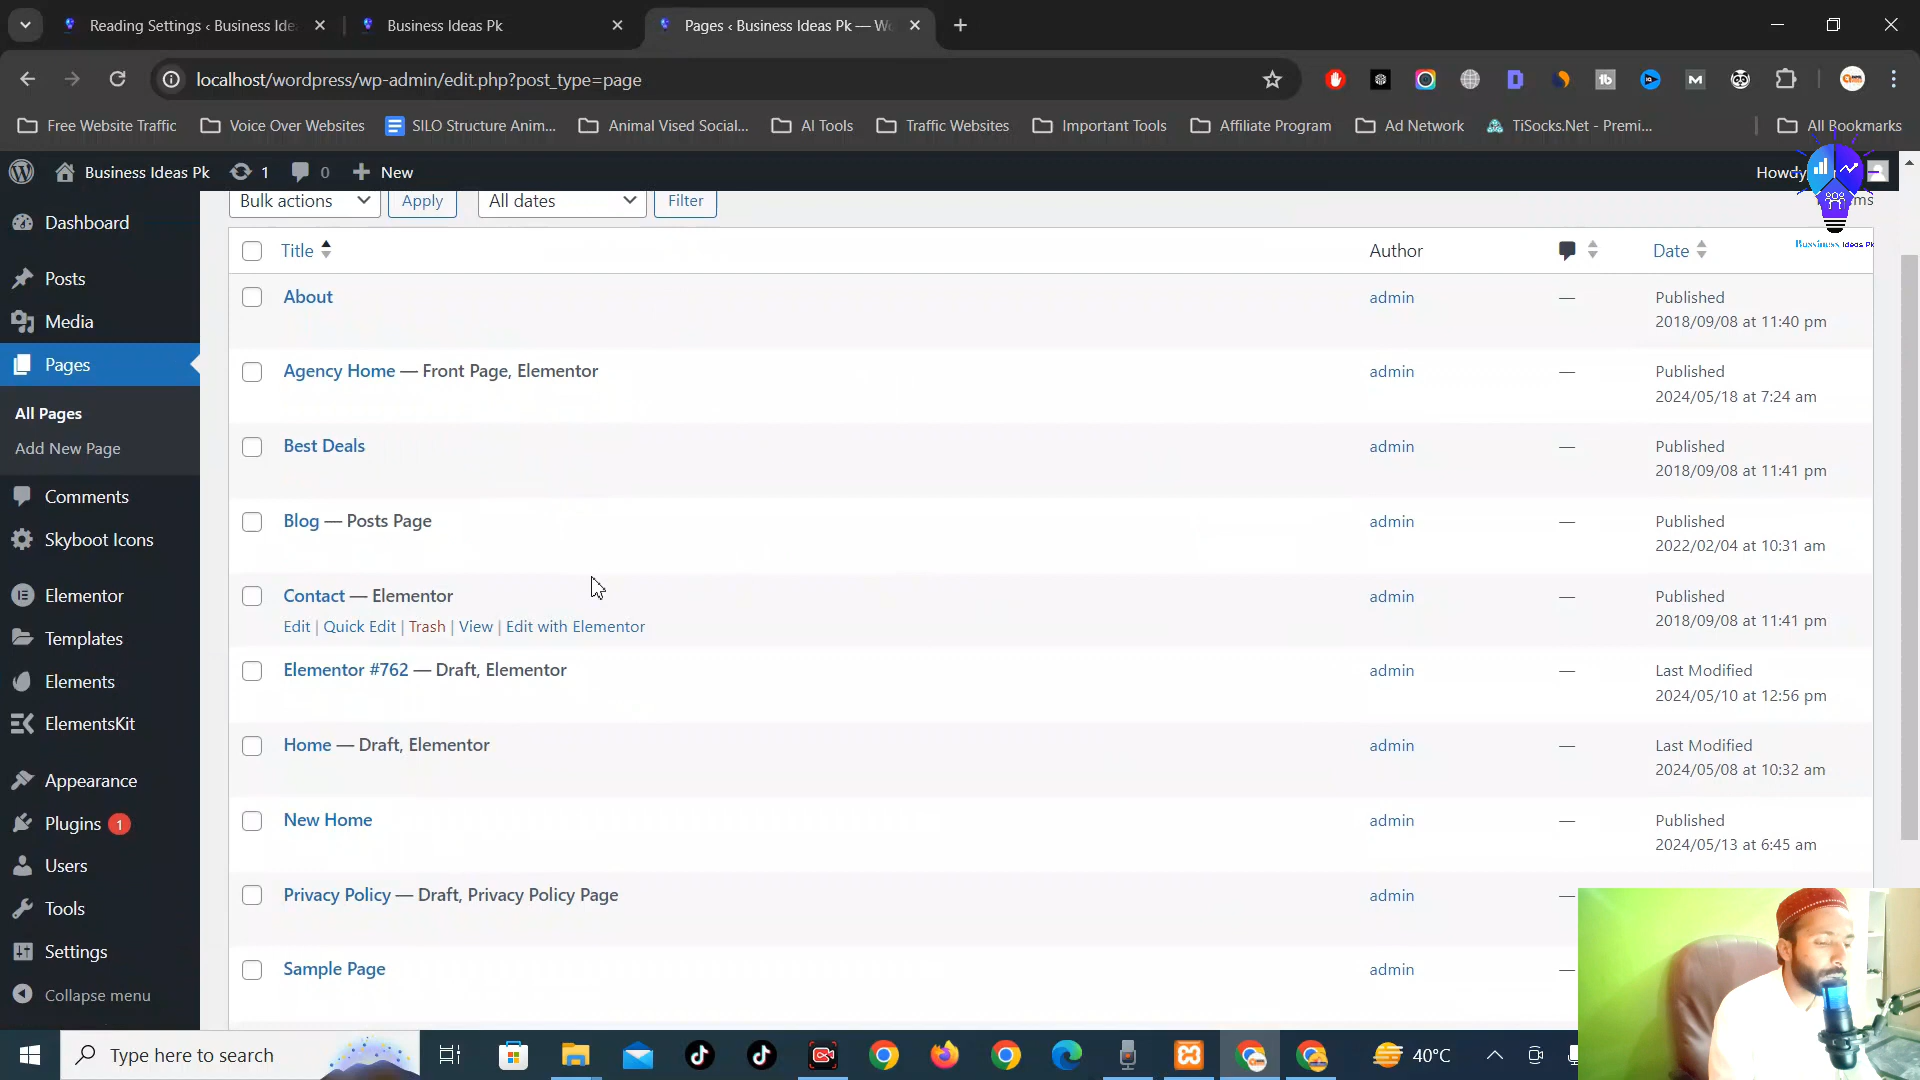 Reading Settings ‹ Business Ide
Business Ideas Pk
Pages ‹ Business Ideas Pk — Wo
localhost/wordpress/wp-admin/edit.php?post_type=page
Free Website Traffic
Voice Over Websites
SILO Structure Anim...
Animal Vised Social...
AI Tools
Traffic Websites
Important Tools
Affiliate Program
Ad Network
TiSocks.Net - Premi...
All Bookmarks
Business Ideas Pk
1
0
New
Howdy
Bussiness Ideas Pk
Dashboard
Posts
Media
Pages
All Pages
Add New Page
Comments
Skyboot Icons
Elementor
Templates
Elements
ElementsKit
Appearance
Plugins 1
Users
Tools
Settings
Collapse menu
Bulk actions
Apply
All dates
Filter
Title
Author
Date
About
admin
—
Published
2018/09/08 at 11:40 pm
Agency Home — Front Page, Elementor
admin
—
Published
2024/05/18 at 7:24 am
Best Deals
admin
—
Published
2018/09/08 at 11:41 pm
Blog — Posts Page
admin
—
Published
2022/02/04 at 10:31 am
Contact — Elementor
Edit | Quick Edit | Trash | View | Edit with Elementor
admin
—
Published
2018/09/08 at 11:41 pm
Elementor #762 — Draft, Elementor
admin
—
Last Modified
2024/05/10 at 12:56 pm
Home — Draft, Elementor
admin
—
Last Modified
2024/05/08 at 10:32 am
New Home
admin
—
Published
2024/05/13 at 6:45 am
Privacy Policy — Draft, Privacy Policy Page
admin
—
Sample Page
admin
—
Type here to search
40°C